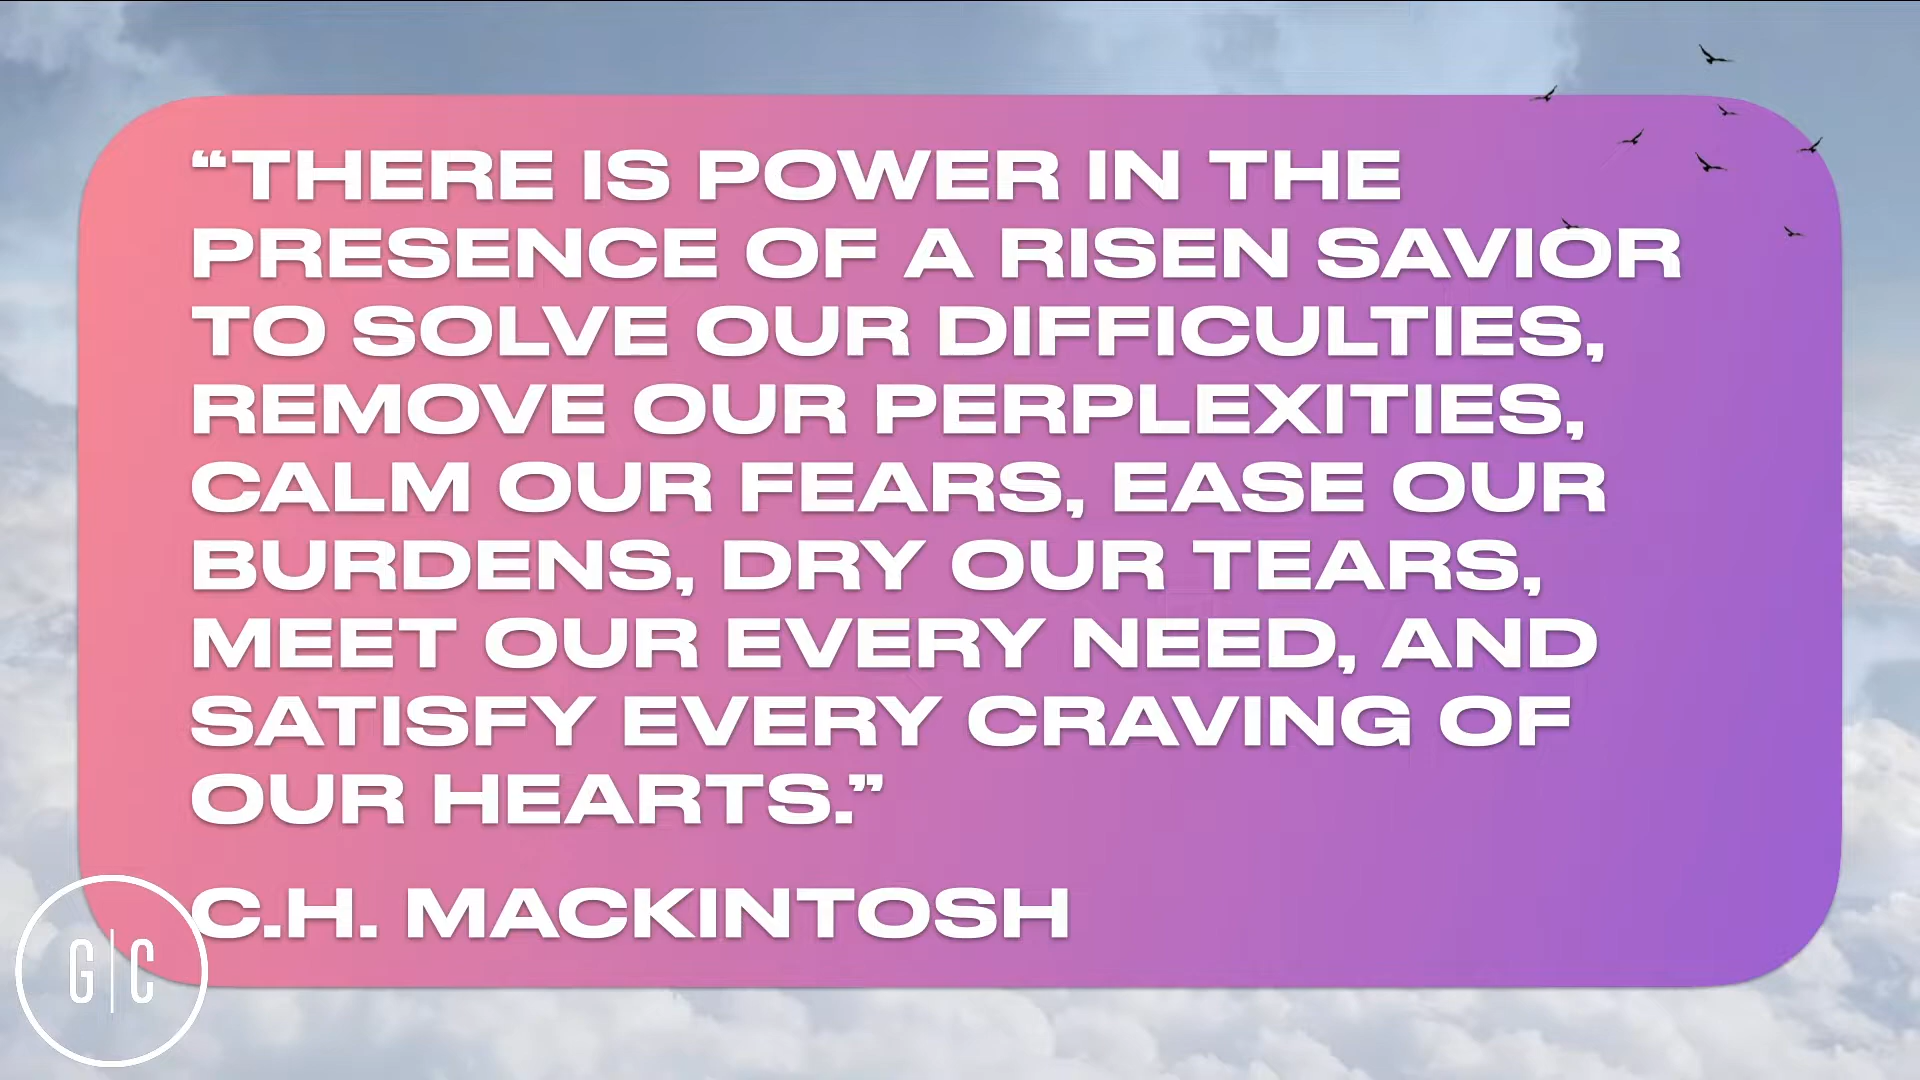 “THERE IS POWER IN THE
PRESENCE OF A RISEN SAVIOR
TO SOLVE OUR DIFFICULTIES,
REMOVE OUR PERPLEXITIES,
CALM OUR FEARS, EASE OUR
BURDENS, DRY OUR TEARS,
MEET OUR EVERY NEED, AND
SATISFY EVERY CRAVING OF
OUR HEARTS.”
C.H. MACKINTOSH
G|C